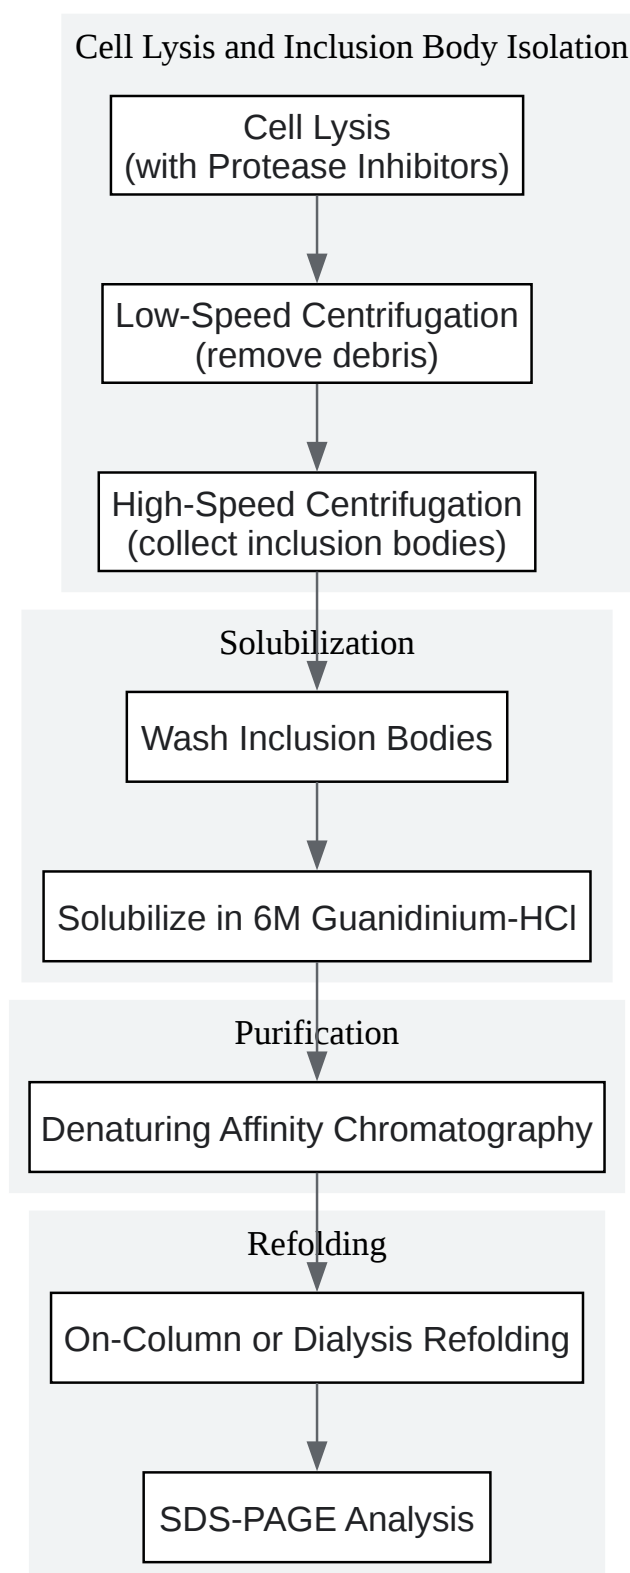 Cell Lysis and Inclusion Body Isolation
Cell Lysis
(with Protease Inhibitors)
Low-Speed Centrifugation
(remove debris)
High-Speed Centrifugation
(collect inclusion bodies)
Solubilization
Wash Inclusion Bodies
Solubilize in 6M Guanidinium-HCl
Purification
Denaturing Affinity Chromatography
Refolding
On-Column or Dialysis Refolding
SDS-PAGE Analysis